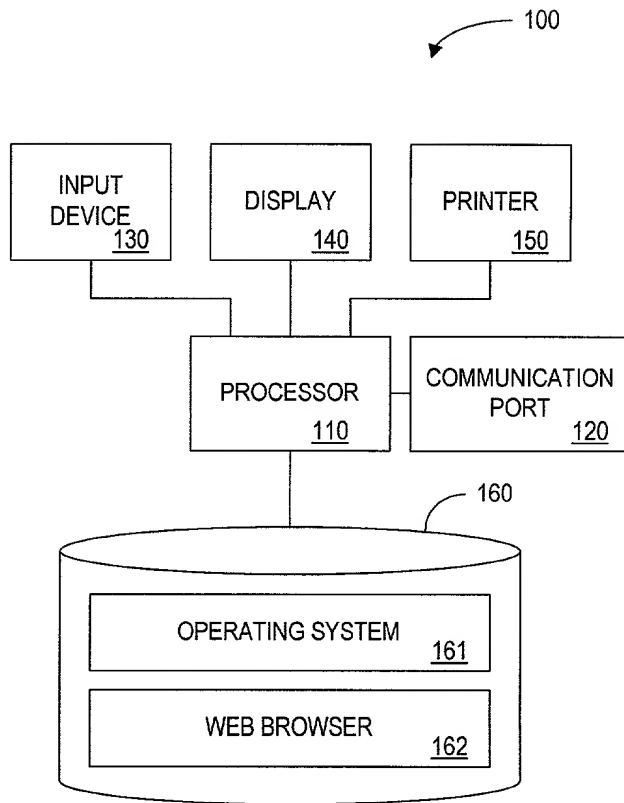 100
INPUT
DEVICE
130
DISPLAY
140
PRINTER
150
PROCESSOR
110
COMMUNICATION
PORT
120
160
OPERATING SYSTEM
161
WEB BROWSER
162